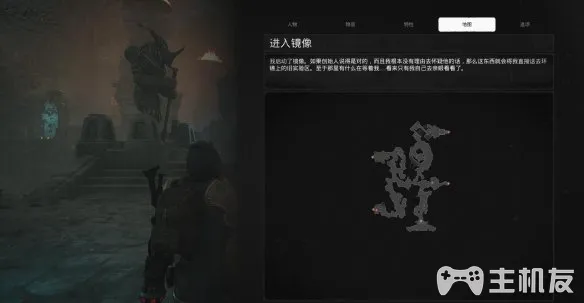 人物
物品
特性
地图
选项
进入镜像
我启动了镜像。如果创始人说得是对的，而且我根本没有理由去怀疑他的话，那么这东西就会将我直接送去环
礁上的旧实验区。至于那里有什么在等着我…看来只有我自己去亲眼看看了。
主机友